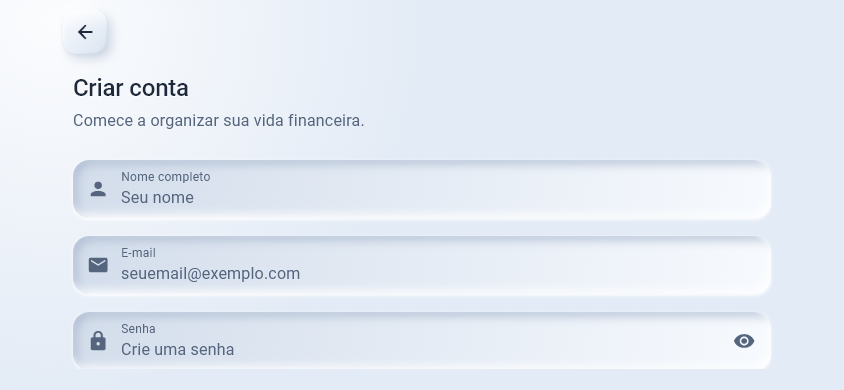 Criar conta
Comece a organizar sua vida financeira.
Nome completo
Seu nome
E-mail
seuemail@exemplo.com
Senha
Crie uma senha